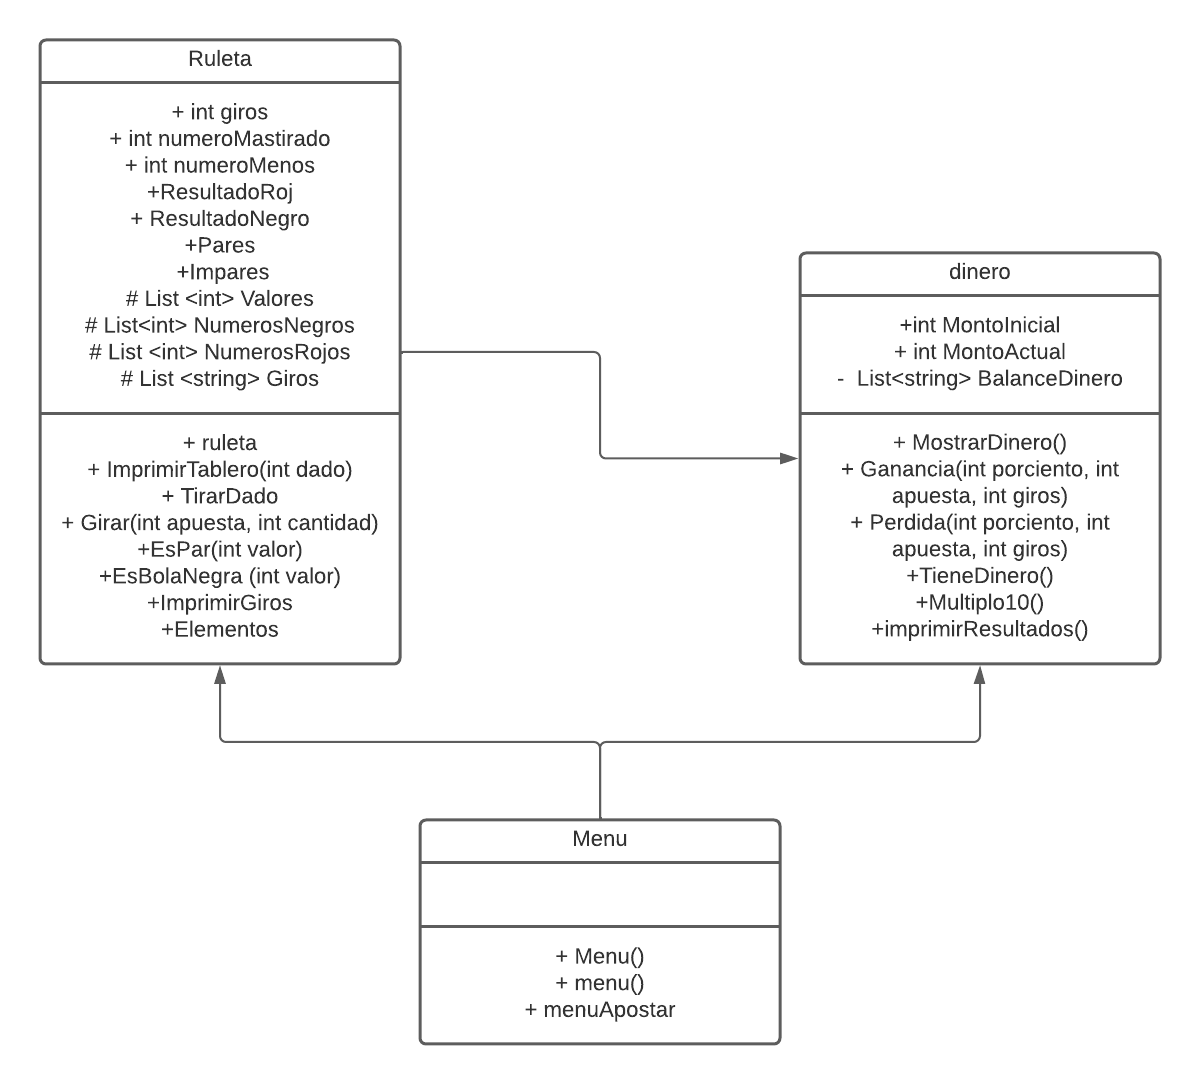 Ruleta
+ int giros
+ int numeroMastirado
+ int numeroMenos
+ResultadoRoj
+ ResultadoNegro
+Pares
+Impares
# List <int> Valores
# List<int> NumerosNegros
# List <int> NumerosRojos
# List <string> Giros
+ ruleta
+ ImprimirTablero(int dado)
+ TirarDado
+ Girar(int apuesta, int cantidad)
+EsPar(int valor)
+EsBolaNegra (int valor)
+ImprimirGiros
+Elementos
dinero
+int MontoInicial
+ int MontoActual
- List<string> BalanceDinero
+ MostrarDinero()
+ Ganancia(int porciento, int
apuesta, int giros)
+ Perdida(int porciento, int
apuesta, int giros)
+TieneDinero()
+Multiplo10()
+imprimirResultados()
Menu
+ Menu()
+ menu()
+ menuApostar